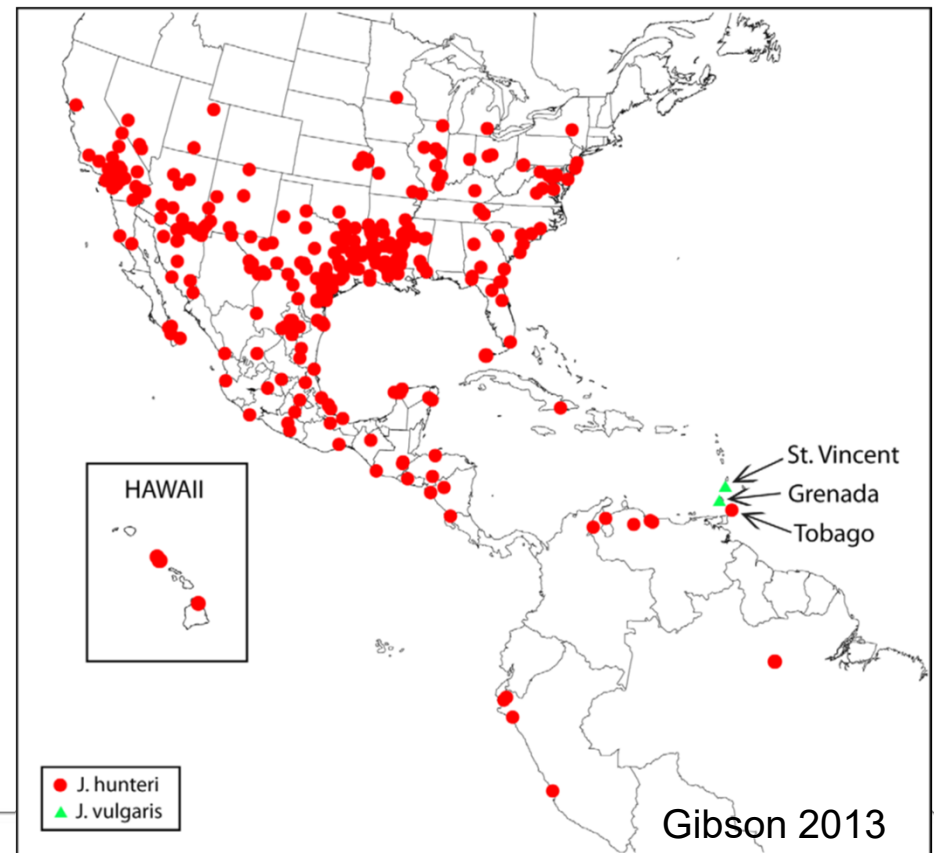 St. Vincent
Grenada
Tobago
HAWAII
J. hunteri
J. vulgaris
Gibson 2013